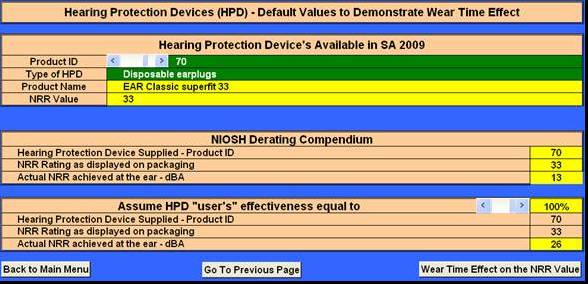 Hearing Protection Devices (HPD) - Default Values to Demonstrate Wear Time Effect
Hearing Protection Device's Available in SA 2009
Product ID 70
Type of HPD Disposable earplugs
Product Name EAR Classic superfit 33
NRR Value 33
NIOSH Derating Compendium
Hearing Protection Device Supplied - Product ID 70
NRR Rating as displayed on packaging 33
Actual NRR achieved at the ear - dBA 13
Assume HPD "user's" effectiveness equal to 100%
Hearing Protection Device Supplied - Product ID 70
NRR Rating as displayed on packaging 33
Actual NRR achieved at the ear - dBA 26
Back to Main Menu Go To Previous Page Wear Time Effect on the NRR Value